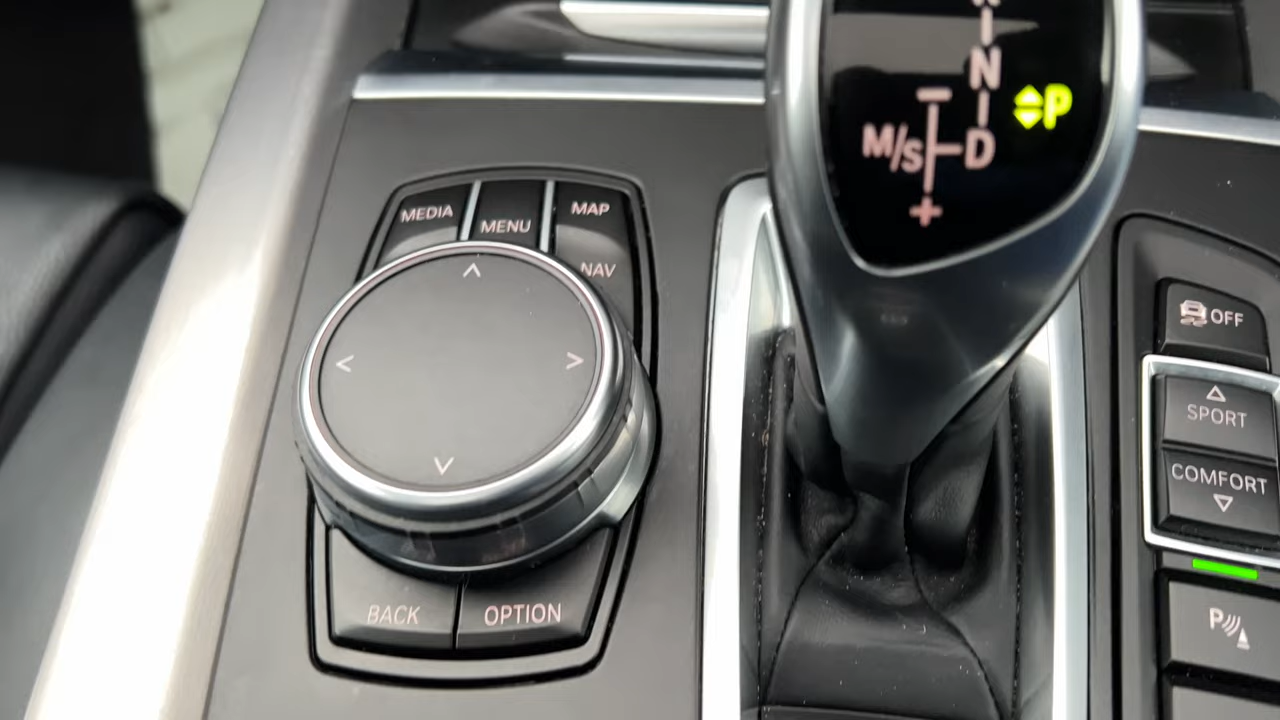 N
P
M/S
D
+
MEDIA
MENU
MAP
NAV
BACK
OPTION
OFF
SPORT
COMFORT
P